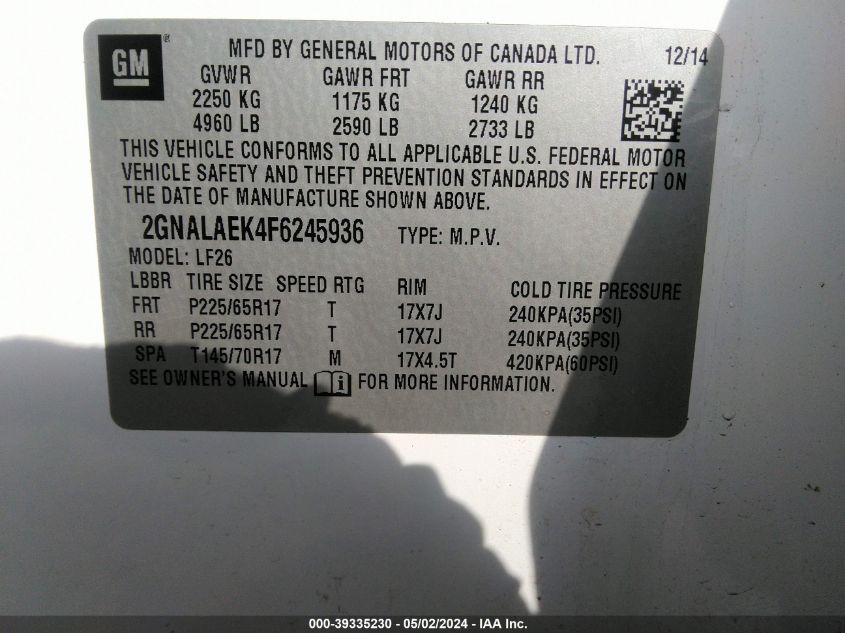 GM®
MFD BY GENERAL MOTORS OF CANADA LTD. 12/14
GVWR GAWR FRT GAWR RR
2250 KG 1175 KG 1240 KG
4960 LB 2590 LB 2733 LB
THIS VEHICLE CONFORMS TO ALL APPLICABLE U.S. FEDERAL MOTOR
VEHICLE SAFETY AND THEFT PREVENTION STANDARDS IN EFFECT ON
THE DATE OF MANUFACTURE SHOWN ABOVE.
2GNALAEK4F6245936 TYPE: M.P.V.
MODEL: LF26
LBBR TIRE SIZE SPEED RTG RIM COLD TIRE PRESSURE
FRT P225/65R17 T 17X7J 240KPA(35PSI)
RR P225/65R17 T 17X7J 240KPA(35PSI)
SPA T145/70R17 M 17X4.5T 420KPA(60PSI)
SEE OWNER'S MANUAL FOR MORE INFORMATION.
000-39335230 - 05/02/2024 - IAA Inc.